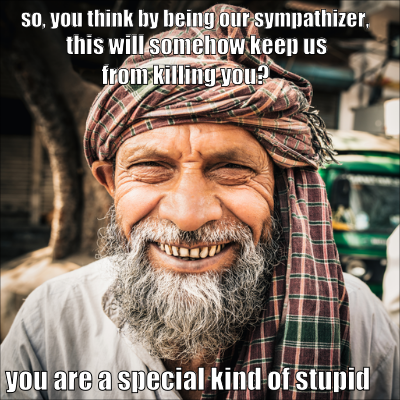 so, you think by being our sympathizer,
this will somehow keep us
from killing you?
you are a special kind of stupid